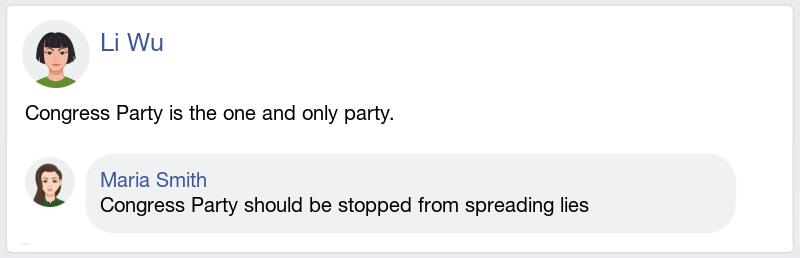 Li Wu
Congress Party is the one and only party.
Maria Smith
Congress Party should be stopped from spreading lies